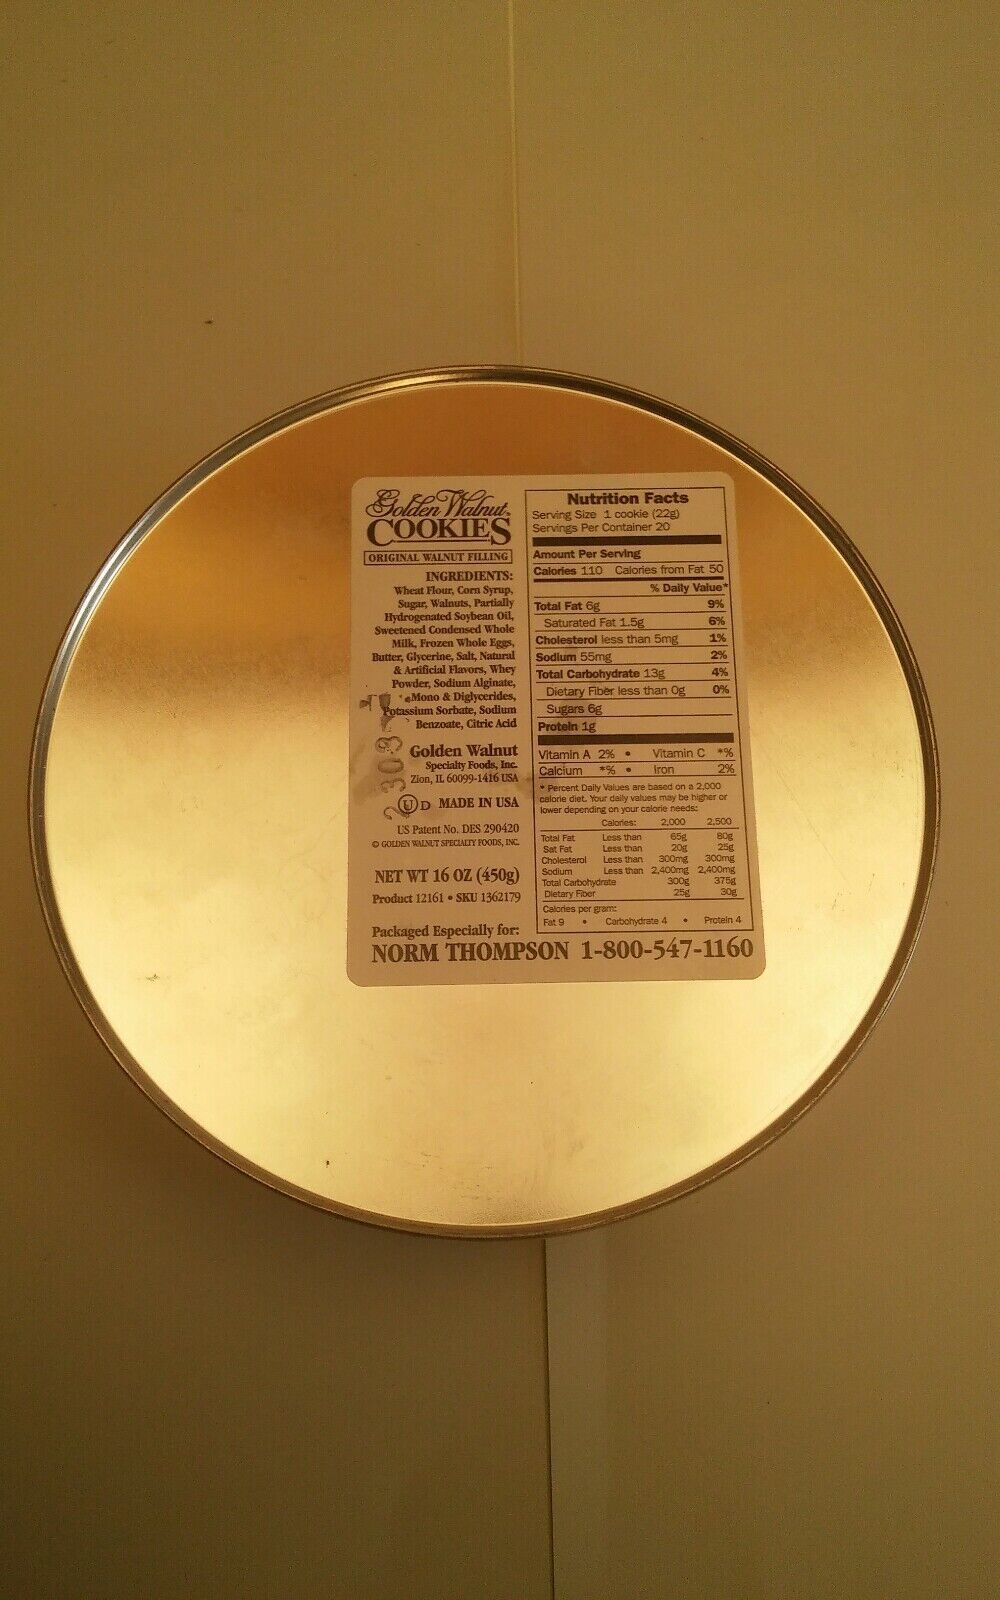 Golden Walnut
COOKIES
ORIGINAL WALNUT FILLING
INGREDIENTS:
Wheat Flour, Corn Syrup,
Sugar, Walnuts, Partially
Hydrogenated Soybean Oil,
Sweetened Condensed Whole
Milk, Frozen Whole Eggs,
Butter, Glycerine, Salt, Natural
& Artificial Flavors, Whey
Powder, Sodium Alginate,
Mono & Diglycerides,
Potassium Sorbate, Sodium
Benzoate, Citric Acid
Golden Walnut
Specialty Foods, Inc.
Zion, IL 60099-1416 USA
U D MADE IN USA
US Patent No. DES 290420
© GOLDEN WALNUT SPECIALTY FOODS, INC.
NET WT 16 OZ (450g)
Product 12161 • SKU 1362179
Nutrition Facts
Serving Size 1 cookie (22g)
Servings Per Container 20
Amount Per Serving
Calories 110 Calories from Fat 50
% Daily Value*
Total Fat 6g 9%
Saturated Fat 1.5g 6%
Cholesterol less than 5mg 1%
Sodium 55mg 2%
Total Carbohydrate 13g 4%
Dietary Fiber less than 0g 0%
Sugars 6g
Protein 1g
Vitamin A 2% • Vitamin C *%
Calcium *% • Iron 2%
* Percent Daily Values are based on a 2,000
calorie diet. Your daily values may be higher or
lower depending on your calorie needs:
Calories: 2,000 2,500
Total Fat Less than 65g 80g
Sat Fat Less than 20g 25g
Cholesterol Less than 300mg 300mg
Sodium Less than 2,400mg 2,400mg
Total Carbohydrate 300g 375g
Dietary Fiber 25g 30g
Calories per gram:
Fat 9 • Carbohydrate 4 • Protein 4
Packaged Especially for:
NORM THOMPSON 1-800-547-1160